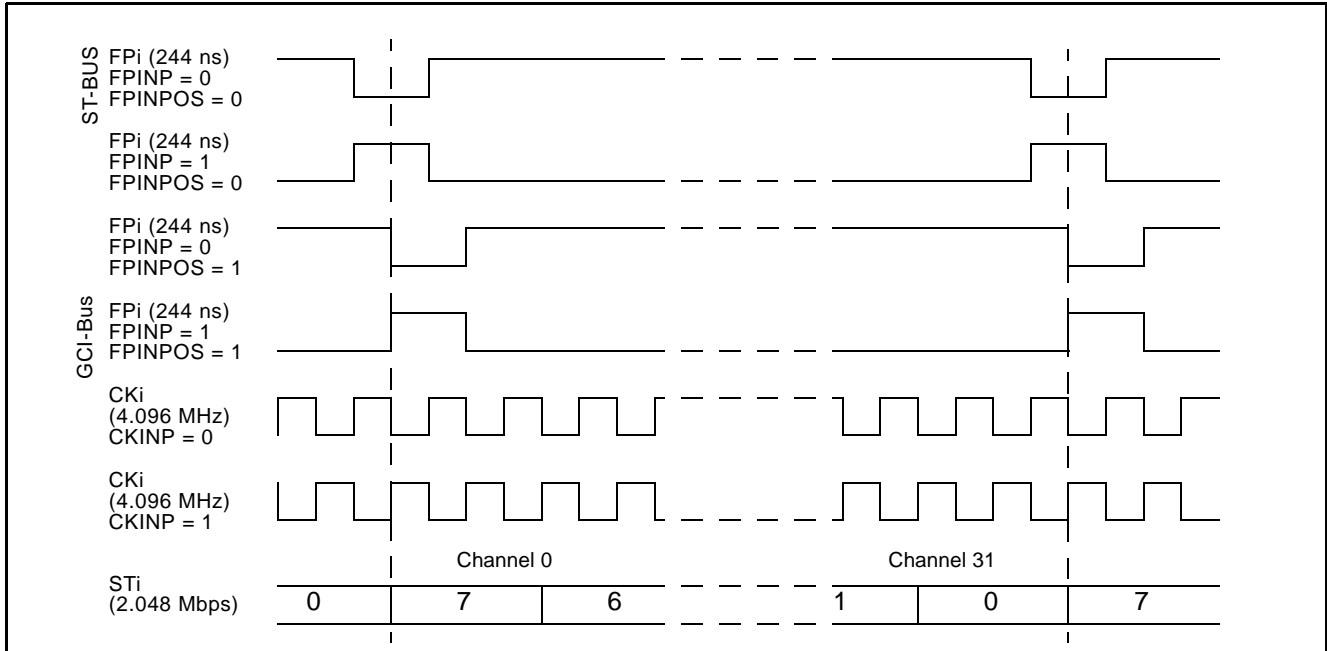 ST-BUS
FPi (244 ns)
FPINP = 0
FPINPOS = 0
FPi (244 ns)
FPINP = 1
FPINPOS = 0
FPi (244 ns)
FPINP = 0
FPINPOS = 1
GCI-Bus
FPi (244 ns)
FPINP = 1
FPINPOS = 1
CKi
(4.096 MHz)
CKINP = 0
CKi
(4.096 MHz)
CKINP = 1
Channel 0 Channel 31
STi
(2.048 Mbps) 0 7 6 1 0 7